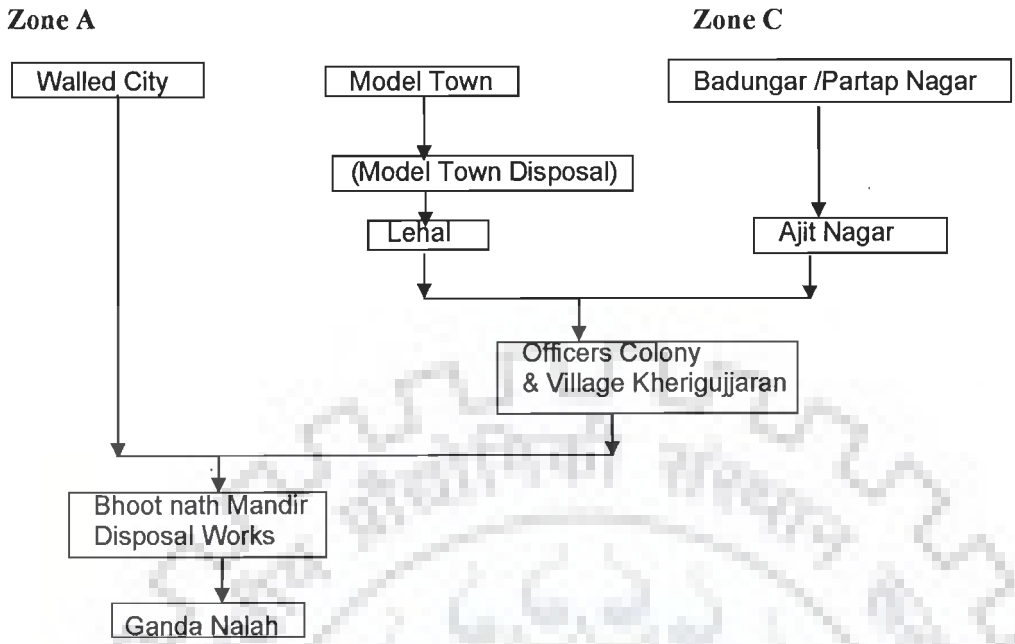 Zone A
Zone C
Walled City
Model Town
Badungar /Partap Nagar
(Model Town Disposal)
Lehal
Ajit Nagar
Officers Colony
& Village Kherigujjaran
Bhoot nath Mandir
Disposal Works
Ganda Nalah